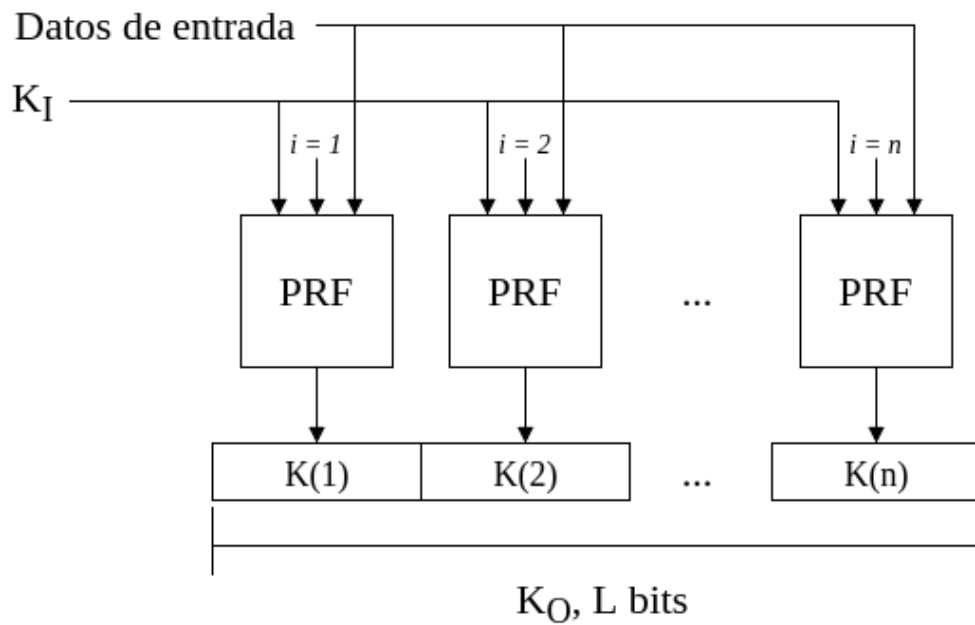 Datos de entrada
K_I
i = 1 i = 2 i = n
PRF PRF ... PRF
K(1) K(2) ... K(n)
K_O, L bits